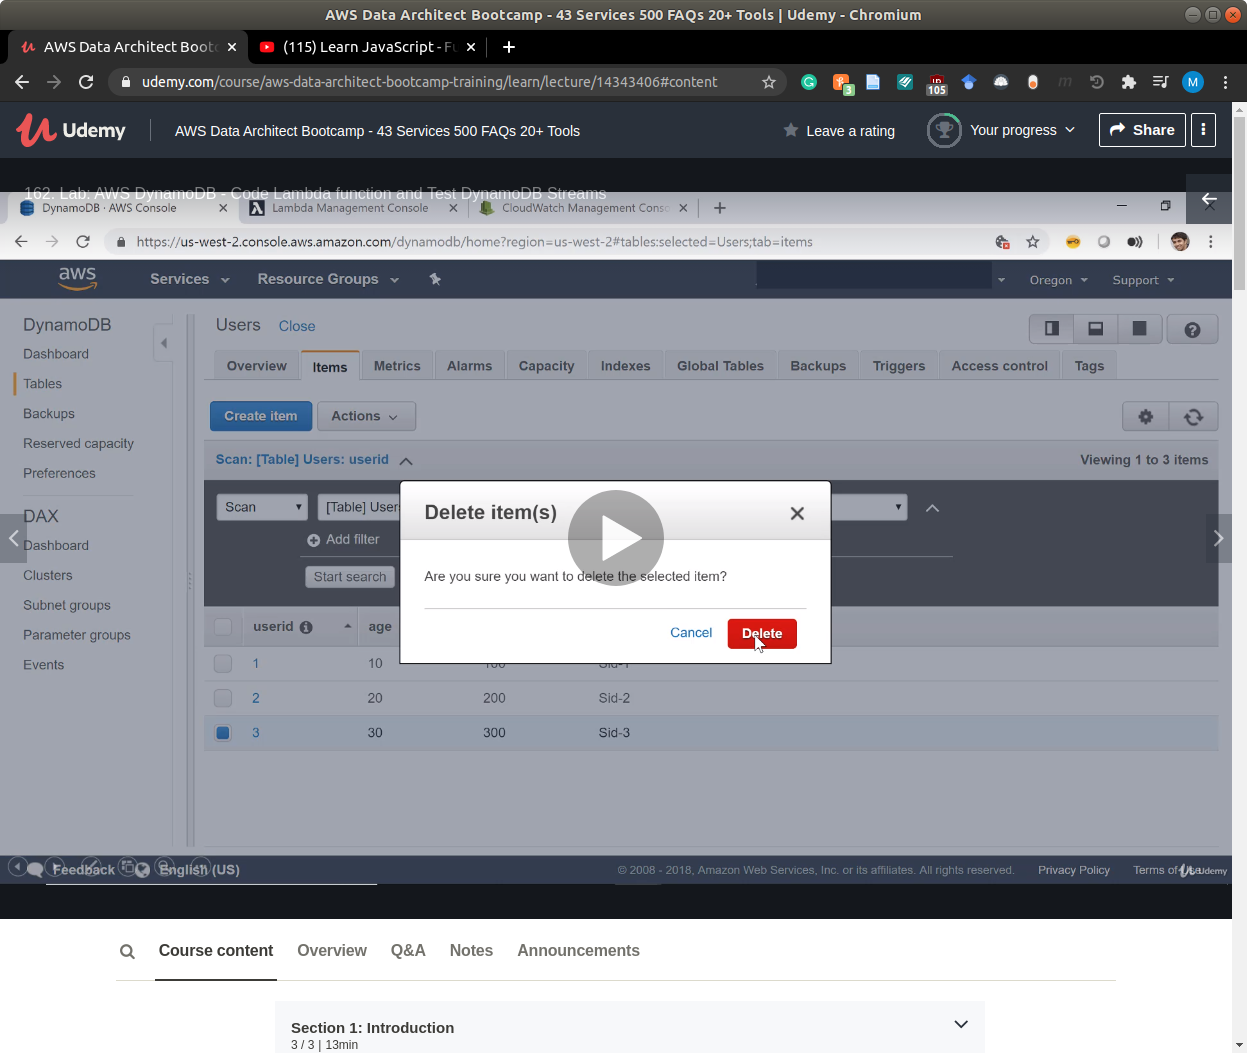 AWS Data Architect Bootcamp - 43 Services 500 FAQs 20+ Tools | Udemy - Chromium
AWS Data Architect Boot
(115) Learn JavaScript - Fu
udemy.com/course/aws-data-architect-bootcamp-training/learn/lecture/14343406#content
3
105
M
Udemy
AWS Data Architect Bootcamp - 43 Services 500 FAQs 20+ Tools
Leave a rating
Your progress
Share
162. Lab: AWS DynamoDB - Code Lambda function and Test DynamoDB Streams
DynamoDB · AWS Console
Lambda Management Console
CloudWatch Management Conso
https://us-west-2.console.aws.amazon.com/dynamodb/home?region=us-west-2#tables:selected=Users;tab=items
aws
Services
Resource Groups
Oregon
Support
DynamoDB
Dashboard
Tables
Backups
Reserved capacity
Preferences
DAX
Dashboard
Clusters
Subnet groups
Parameter groups
Events
Users
Close
Overview
Items
Metrics
Alarms
Capacity
Indexes
Global Tables
Backups
Triggers
Access control
Tags
Create item
Actions
Scan: [Table] Users: userid
Viewing 1 to 3 items
Scan
[Table] User
Add filter
Start search
Delete item(s)
Are you sure you want to delete the selected item?
Cancel
Delete
userid
age
1
10
100
Sid-1
2
20
200
Sid-2
3
30
300
Sid-3
Feedback
English (US)
© 2008 - 2018, Amazon Web Services, Inc. or its affiliates. All rights reserved.
Privacy Policy
Terms of
Udemy
Course content
Overview
Q&A
Notes
Announcements
Section 1: Introduction
3 / 3 | 13min